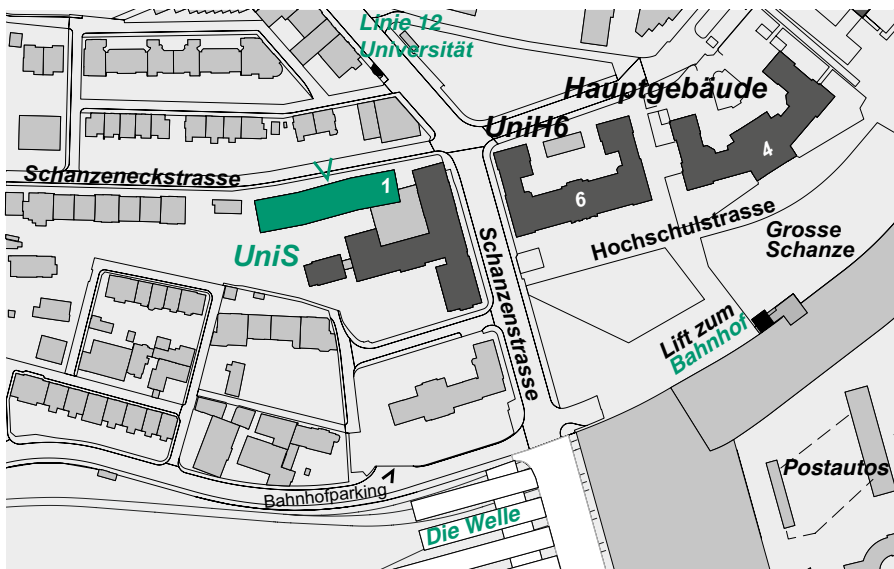 Linie 12
Universität
Hauptgebäude
UniH6
4
Schanzeneckstrasse
1
6
UniS
Hochschulstrasse
Grosse
Schanze
Schanzenstrasse
Lift zum
Bahnhof
Postautos
Bahnhofparking
Die Welle